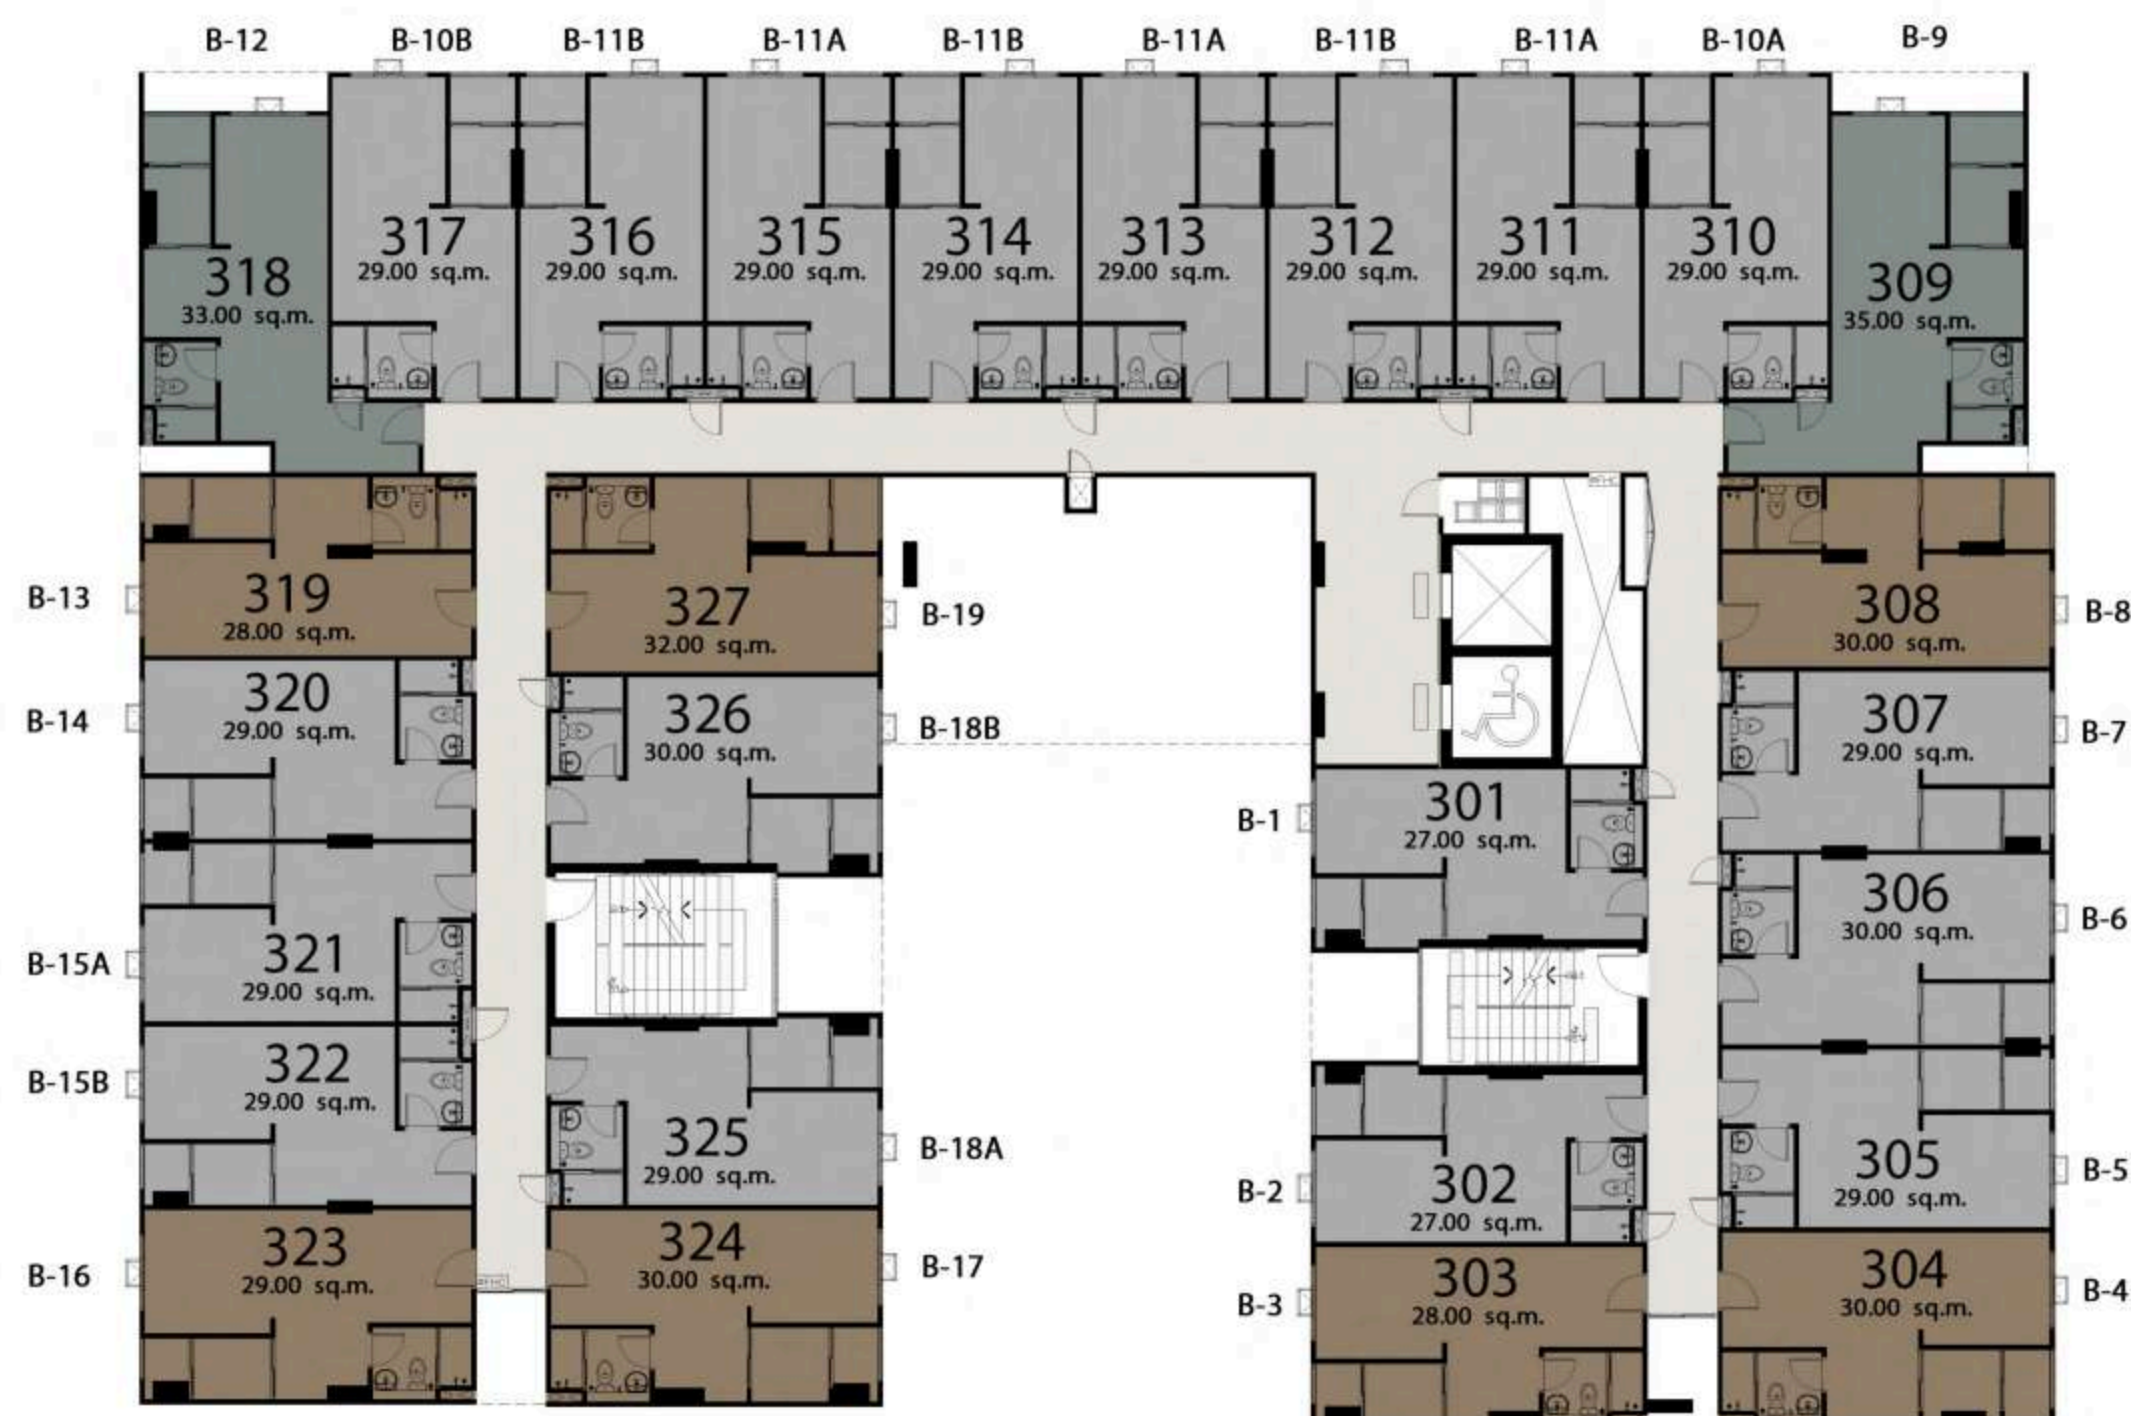 B-12
B-10B
B-11B
B-11A
B-11B
B-11A
B-11B
B-11A
B-10A
B-9
318
33.00 sq.m.
317
29.00 sq.m.
316
29.00 sq.m.
315
29.00 sq.m.
314
29.00 sq.m.
313
29.00 sq.m.
312
29.00 sq.m.
311
29.00 sq.m.
310
29.00 sq.m.
309
35.00 sq.m.
B-13
319
28.00 sq.m.
327
32.00 sq.m.
B-19
308
30.00 sq.m.
B-8
B-14
320
29.00 sq.m.
326
30.00 sq.m.
B-18B
307
29.00 sq.m.
B-7
B-1
301
27.00 sq.m.
306
30.00 sq.m.
B-6
B-15A
321
29.00 sq.m.
B-15B
322
29.00 sq.m.
325
29.00 sq.m.
B-18A
B-2
302
27.00 sq.m.
305
29.00 sq.m.
B-5
B-16
323
29.00 sq.m.
324
30.00 sq.m.
B-17
B-3
303
28.00 sq.m.
304
30.00 sq.m.
B-4